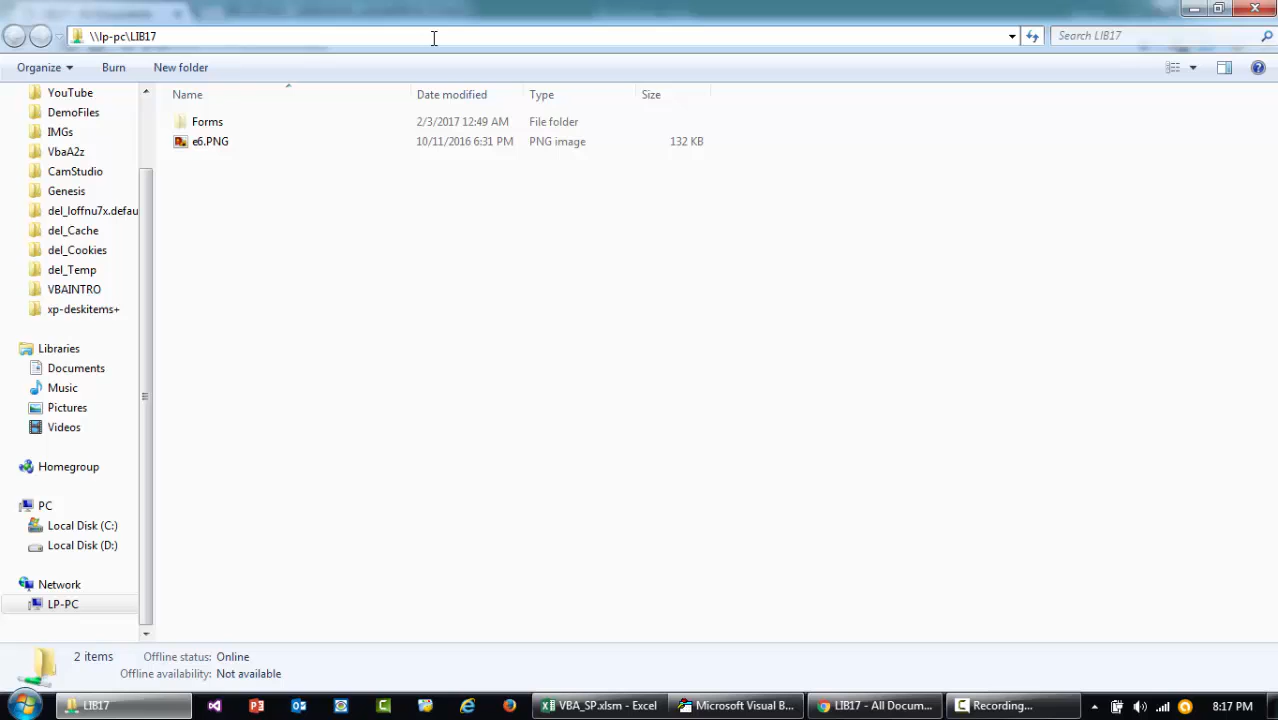 \\lp-pc\LIB17
Search LIB17
Organize
Burn
New folder
Name
Date modified
Type
Size
YouTube
DemoFiles
IMGs
VbaA2z
CamStudio
Genesis
del_loffnu7x.defau
del_Cache
del_Cookies
del_Temp
VBAINTRO
xp-deskitems+
Forms
2/3/2017 12:49 AM
File folder
e6.PNG
10/11/2016 6:31 PM
PNG image
132 KB
Libraries
Documents
Music
Pictures
Videos
Homegroup
PC
Local Disk (C:)
Local Disk (D:)
Network
LP-PC
2 items
Offline status: Online
Offline availability: Not available
LIB17
VBA_SP.xlsm - Excel
Microsoft Visual B...
LIB17 - All Docum...
Recording...
8:17 PM